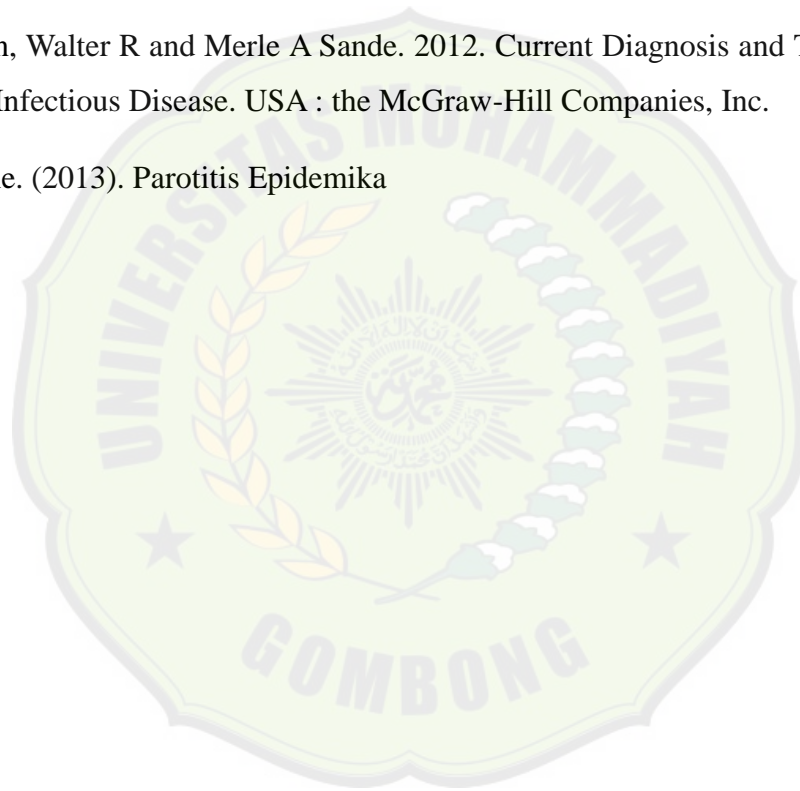 , Walter R and Merle A Sande. 2012. Current Diagnosis and
Infectious Disease. USA : the McGraw-Hill Companies, Inc.
e. (2013). Parotitis Epidemika
UNIVERSITAS MUHAMMADIYAH
GOMBONG